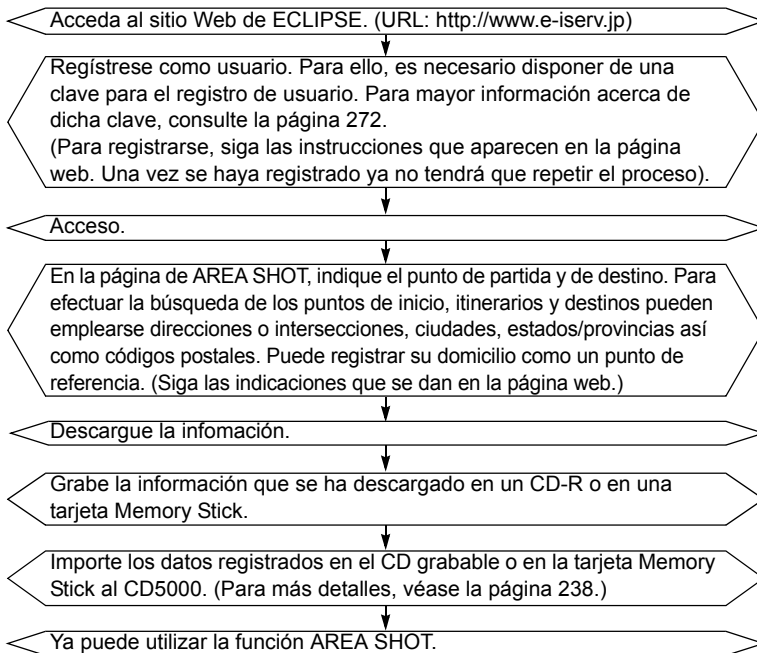 Acceda al sitio Web de ECLIPSE. (URL: http://www.e-iserv.jp)
Regístrese como usuario. Para ello, es necesario disponer de una
clave para el registro de usuario. Para mayor información acerca de
dicha clave, consulte la página 272.
(Para registrarse, siga las instrucciones que aparecen en la página
web. Una vez se haya registrado ya no tendrá que repetir el proceso).
Acceso.
En la página de AREA SHOT, indique el punto de partida y de destino. Para
efectuar la búsqueda de los puntos de inicio, itinerarios y destinos pueden
emplearse direcciones o intersecciones, ciudades, estados/provincias así
como códigos postales. Puede registrar su domicilio como un punto de
referencia. (Siga las indicaciones que se dan en la página web.)
Descargue la infomación.
Grabe la información que se ha descargado en un CD-R o en una
tarjeta Memory Stick.
Importe los datos registrados en el CD grabable o en la tarjeta Memory
Stick al CD5000. (Para más detalles, véase la página 238.)
Ya puede utilizar la función AREA SHOT.